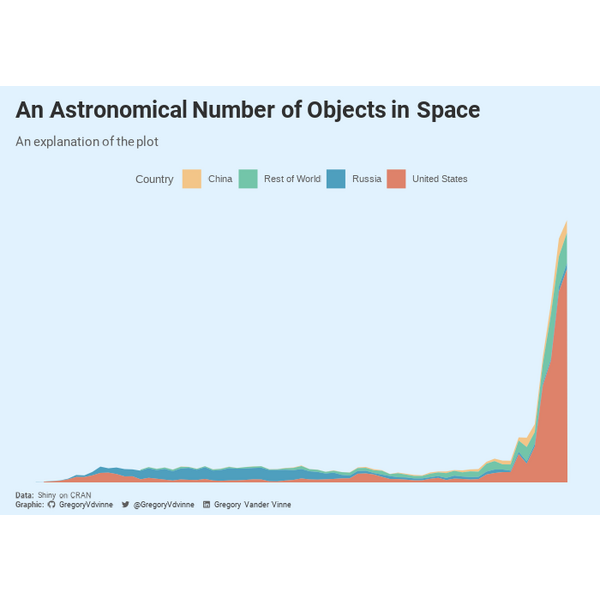 An Astronomical Number of Objects in Space
An explanation of the plot
Country China Rest of World Russia United States
Data: Shiny on CRAN
Graphic: GregoryVdvinne @GregoryVdvinne Gregory Vander Vinne